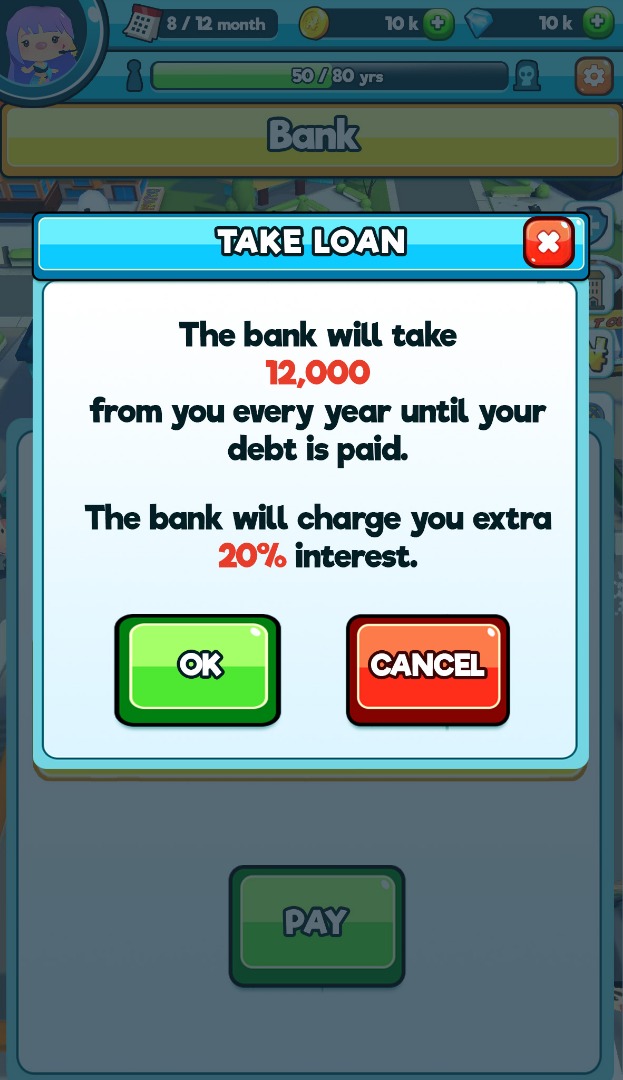 8 / 12 month
10 k
10 k
50 / 80 yrs
Bank
TAKE LOAN
The bank will take
12,000
from you every year until your
debt is paid.
The bank will charge you extra
20% interest.
OK
CANCEL
PAY